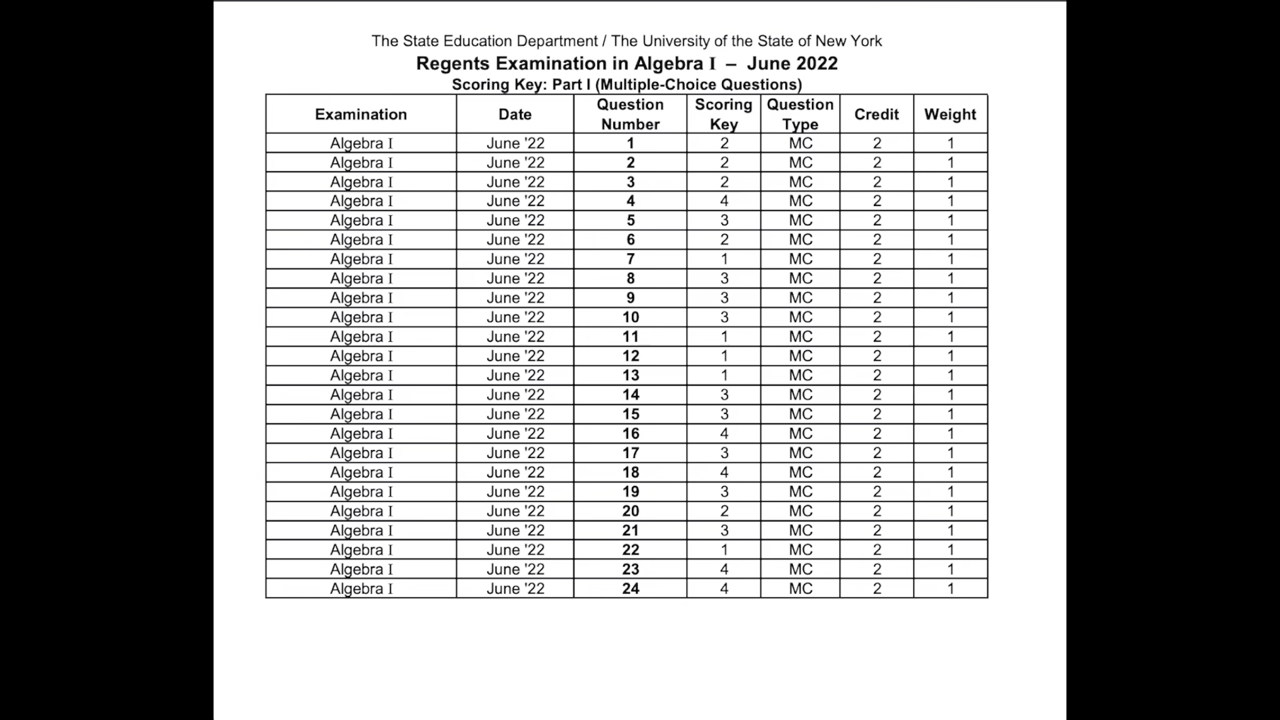 The State Education Department / The University of the State of New York
Regents Examination in Algebra I – June 2022
Scoring Key: Part I (Multiple-Choice Questions)
Examination Date Question Number Scoring Key Question Type Credit Weight
Algebra I June '22 1 2 MC 2 1
Algebra I June '22 2 2 MC 2 1
Algebra I June '22 3 2 MC 2 1
Algebra I June '22 4 4 MC 2 1
Algebra I June '22 5 3 MC 2 1
Algebra I June '22 6 2 MC 2 1
Algebra I June '22 7 1 MC 2 1
Algebra I June '22 8 3 MC 2 1
Algebra I June '22 9 3 MC 2 1
Algebra I June '22 10 3 MC 2 1
Algebra I June '22 11 1 MC 2 1
Algebra I June '22 12 1 MC 2 1
Algebra I June '22 13 1 MC 2 1
Algebra I June '22 14 3 MC 2 1
Algebra I June '22 15 3 MC 2 1
Algebra I June '22 16 4 MC 2 1
Algebra I June '22 17 3 MC 2 1
Algebra I June '22 18 4 MC 2 1
Algebra I June '22 19 3 MC 2 1
Algebra I June '22 20 2 MC 2 1
Algebra I June '22 21 3 MC 2 1
Algebra I June '22 22 1 MC 2 1
Algebra I June '22 23 4 MC 2 1
Algebra I June '22 24 4 MC 2 1